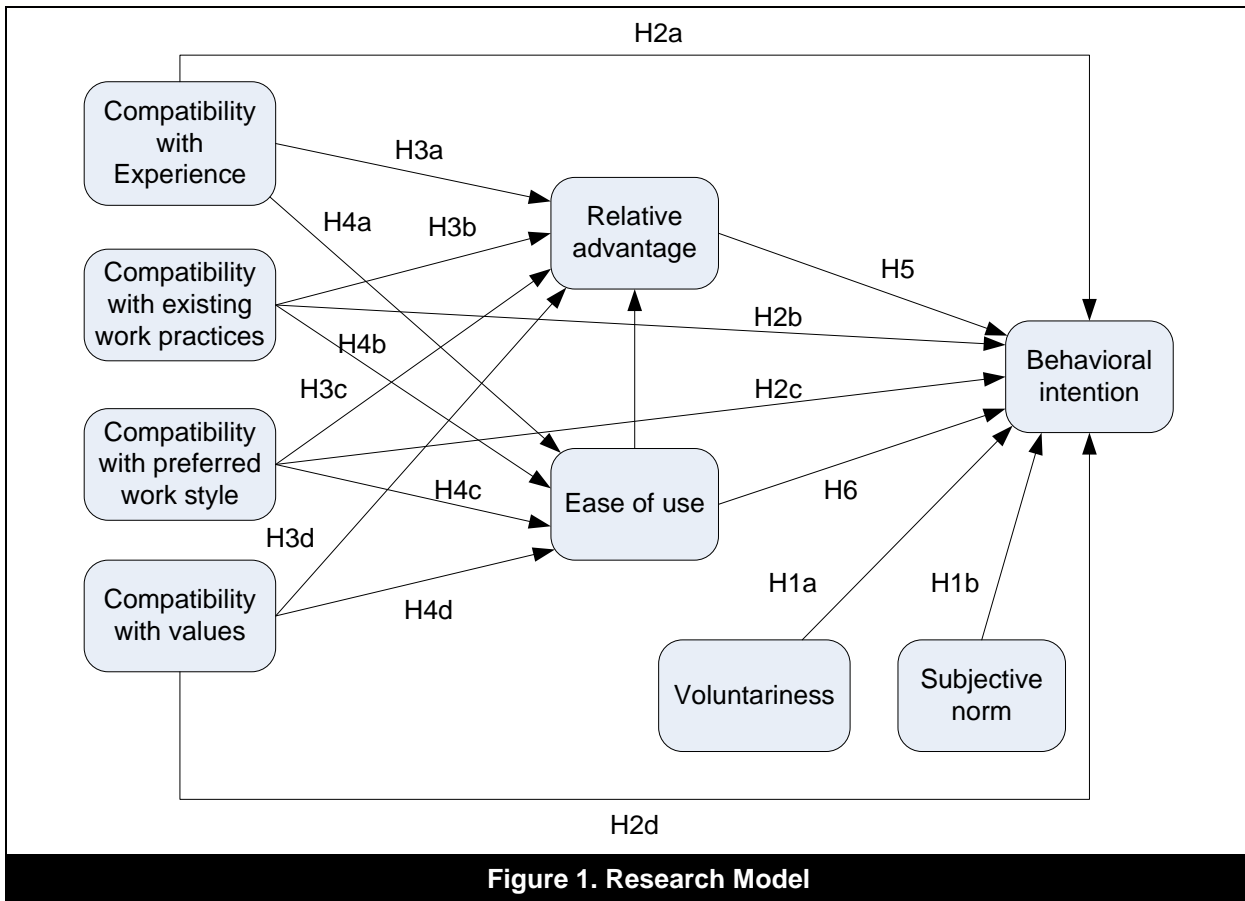 H2a
Compatibility
with
Experience
H3a
H4a
H3b
Relative
advantage
H5
Compatibility
with existing
work practices
H2b
H4b
H3c
Behavioral
intention
H2c
Compatibility
with preferred
work style
H4c
Ease of use
H6
H3d
Compatibility
with values
H4d
H1a
H1b
Voluntariness
Subjective
norm
H2d
Figure 1. Research Model